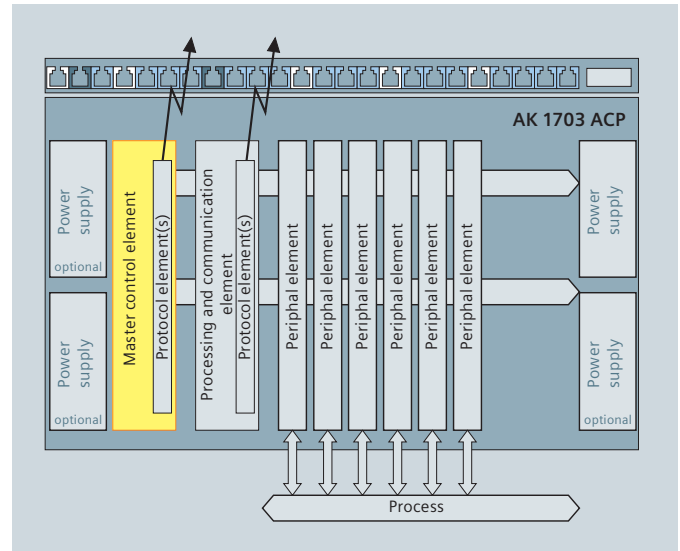 AK 1703 ACP
Power
supply
optional
Power
supply
optional
Master control element
Protocol element(s)
Processing and communication
element
Protocol element(s)
Periphal element
Periphal element
Periphal element
Periphal element
Periphal element
Periphal element
Power
supply
Power
supply
optional
Process